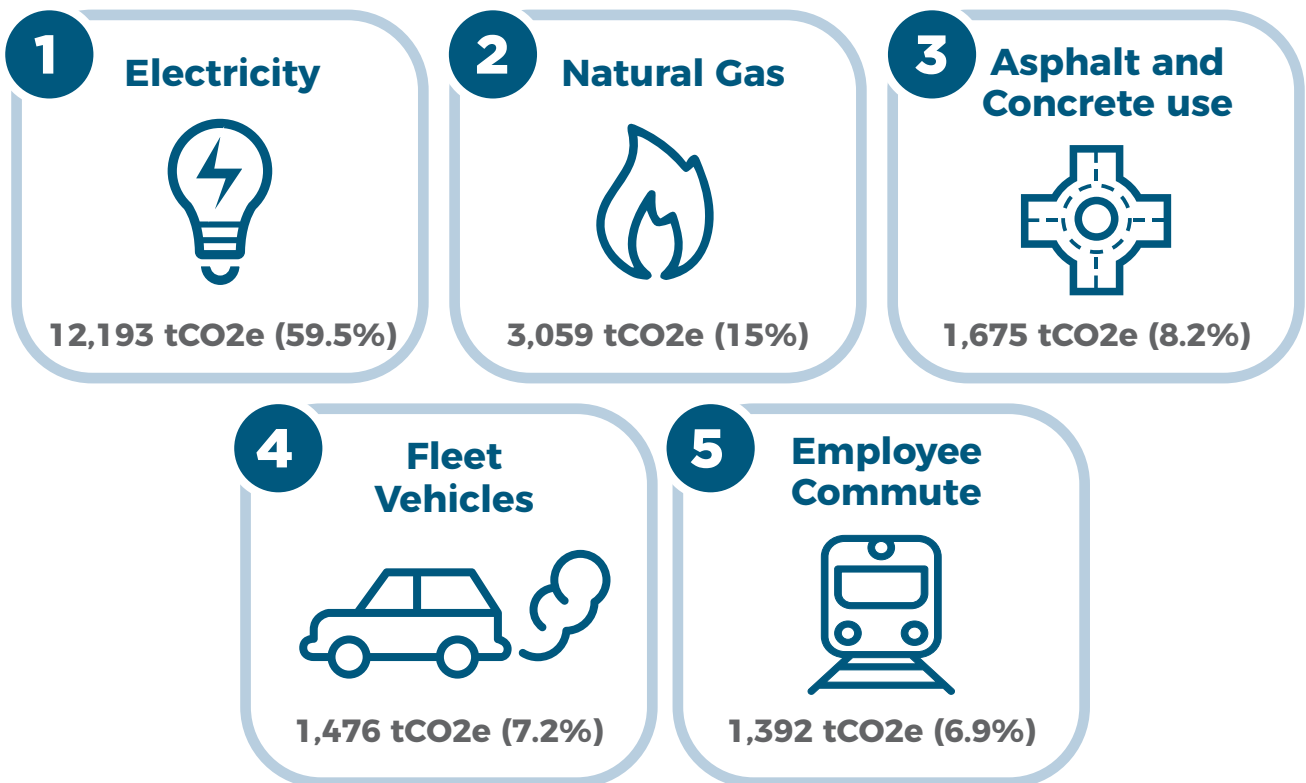 1
Electricity
12,193 tCO2e (59.5%)
2
Natural Gas
3,059 tCO2e (15%)
3
Asphalt and
Concrete use
1,675 tCO2e (8.2%)
4
Fleet
Vehicles
1,476 tCO2e (7.2%)
5
Employee
Commute
1,392 tCO2e (6.9%)